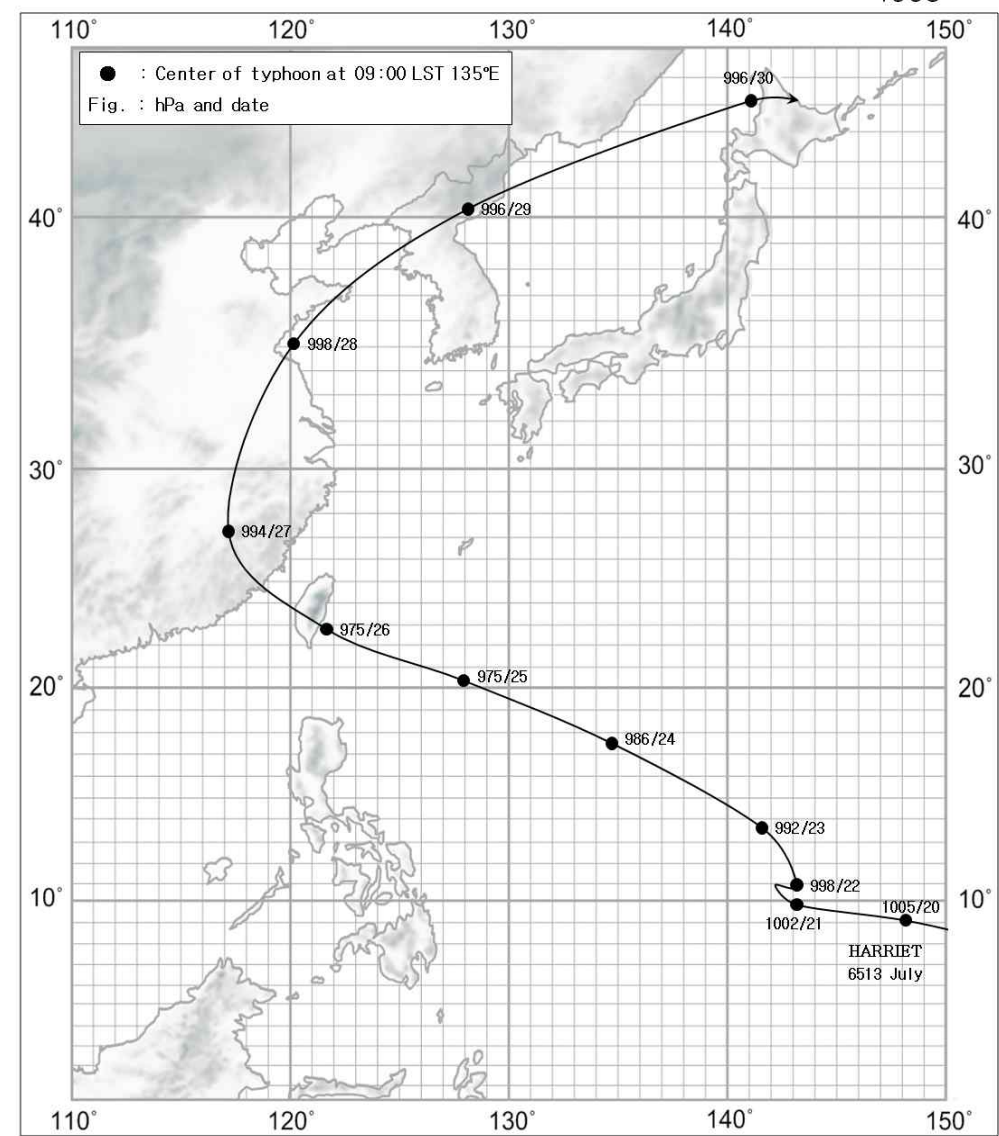 110° 120° 130° 140° 150°
● : Center of typhoon at 09:00 LST 135°E
Fig. : hPa and date
996/30
996/29
40° 40°
998/28
30° 30°
994/27
975/26
975/25
20° 20°
986/24
992/23
998/22
10° 10°
1005/20
1002/21
HARRIET
6513 July
110° 120° 130° 140° 150°